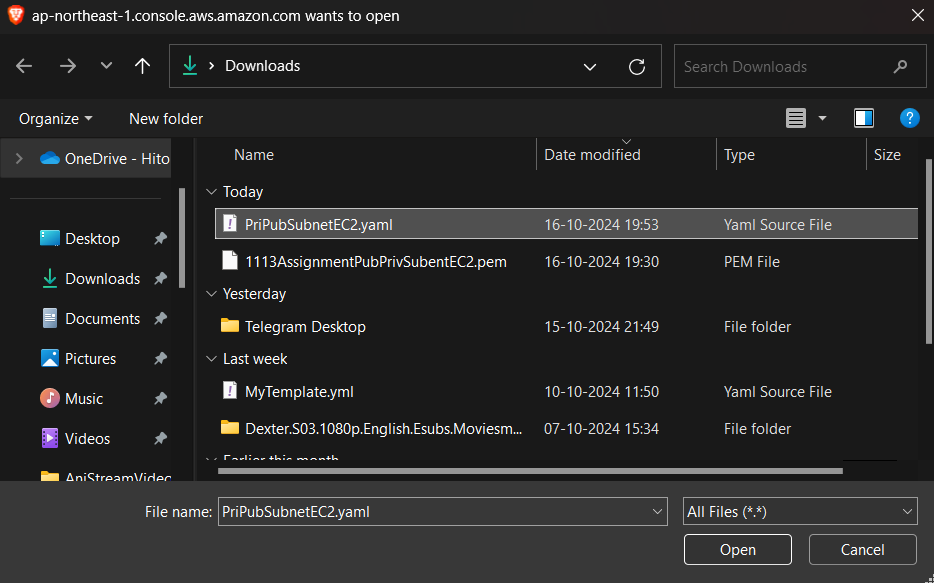 ap-northeast-1.console.aws.amazon.com wants to open
Downloads
Search Downloads
Organize
New folder
OneDrive - Hito
Name
Date modified
Type
Size
Today
PriPubSubnetEC2.yaml 16-10-2024 19:53 Yaml Source File
1113AssignmentPubPrivSubentEC2.pem 16-10-2024 19:30 PEM File
Yesterday
Telegram Desktop 15-10-2024 21:49 File folder
Last week
MyTemplate.yml 10-10-2024 11:50 Yaml Source File
Dexter.S03.1080p.English.Esubs.Moviesm... 07-10-2024 15:34 File folder
Earlier this month
Desktop
Downloads
Documents
Pictures
Music
Videos
AniStreamVideo
File name: PriPubSubnetEC2.yaml
All Files (*.*)
Open
Cancel